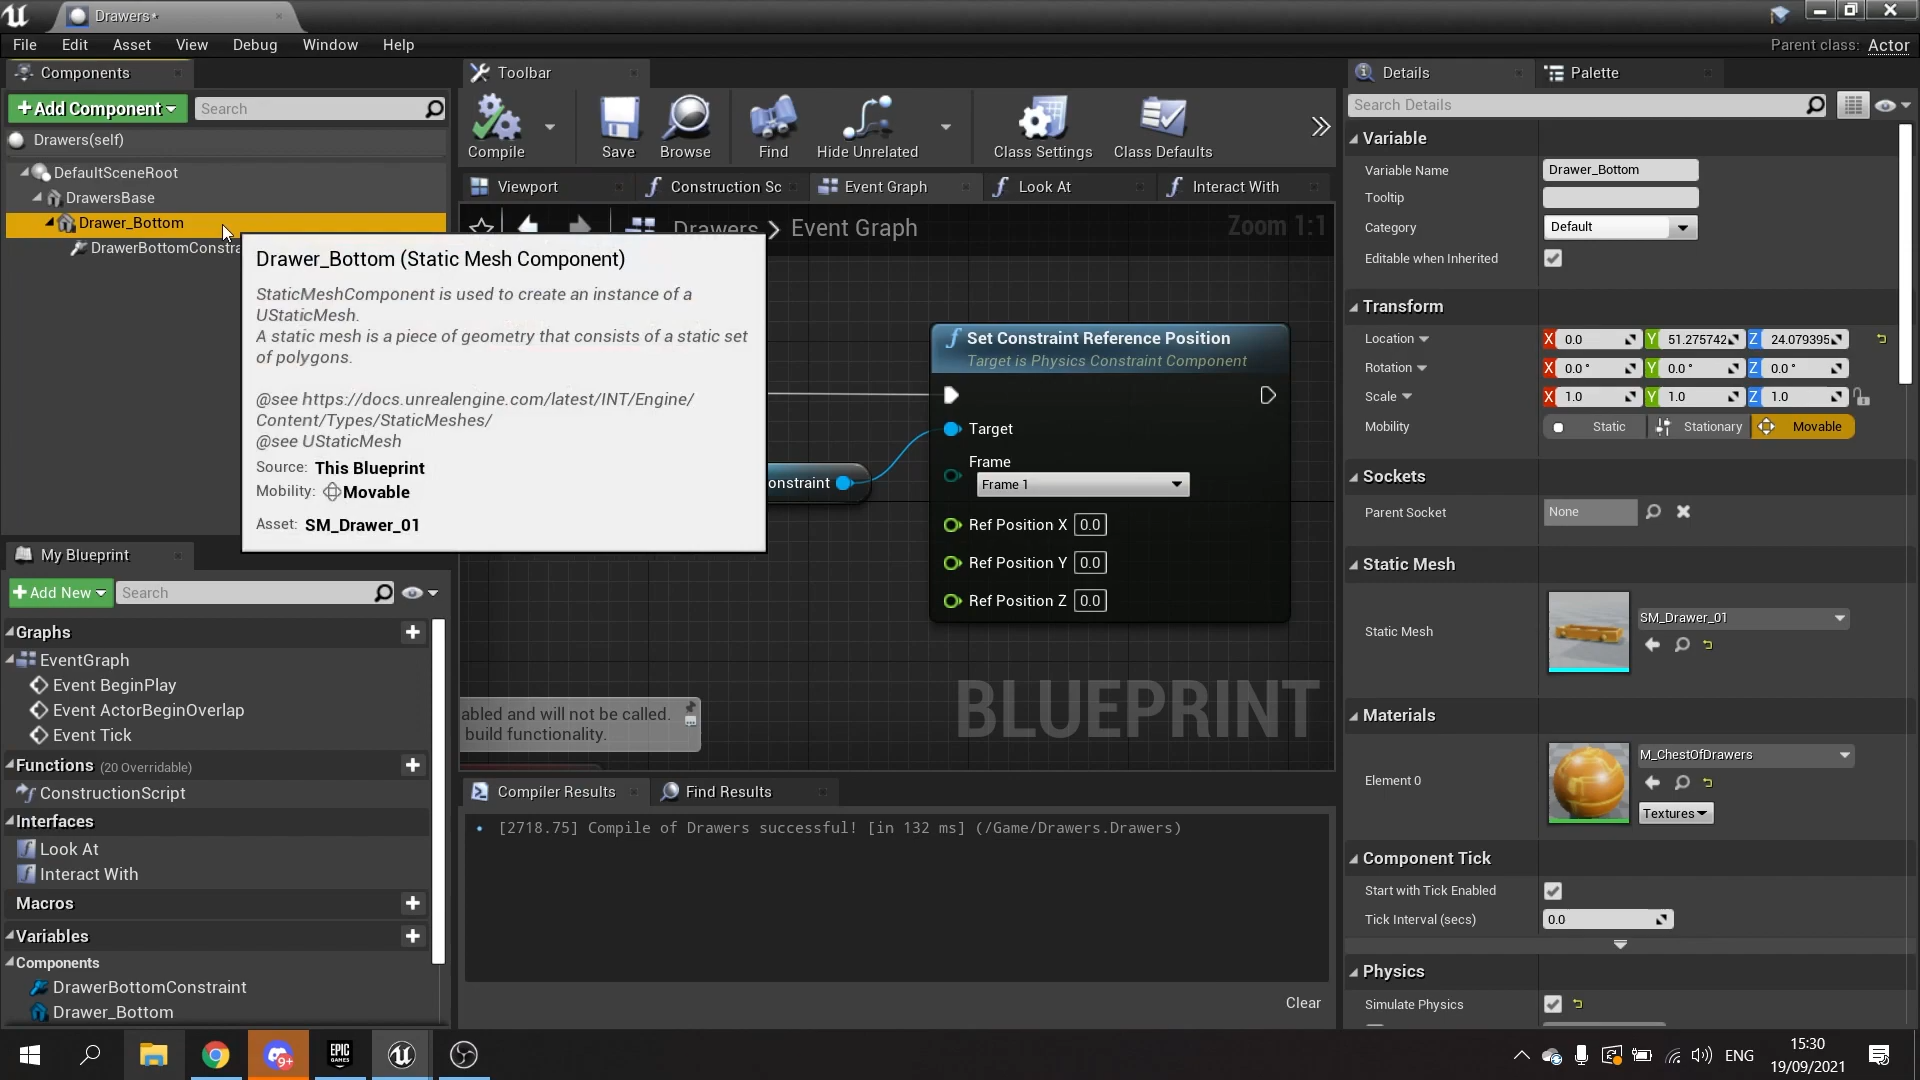 Drawers*
File Edit Asset View Debug Window Help
Parent class: Actor
Components
+ Add Component
Search
Drawers(self)
DefaultSceneRoot
DrawersBase
Drawer_Bottom
DrawerBottomConstra
Drawer_Bottom (Static Mesh Component)
StaticMeshComponent is used to create an instance of a
UStaticMesh.
A static mesh is a piece of geometry that consists of a static set
of polygons.
@see https://docs.unrealengine.com/latest/INT/Engine/
Content/Types/StaticMeshes/
@see UStaticMesh
Source: This Blueprint
Mobility: Movable
Asset: SM_Drawer_01
My Blueprint
+ Add New
Search
Graphs
EventGraph
Event BeginPlay
Event ActorBeginOverlap
Event Tick
Functions (20 Overridable)
ConstructionScript
Interfaces
Look At
Interact With
Macros
Variables
Components
DrawerBottomConstraint
Drawer_Bottom
Toolbar
Compile Save Browse Find Hide Unrelated Class Settings Class Defaults
Viewport Construction Sc Event Graph Look At Interact With
Drawers > Event Graph
Zoom 1:1
Set Constraint Reference Position
Target is Physics Constraint Component
Target
Frame
Frame 1
Ref Position X 0.0
Ref Position Y 0.0
Ref Position Z 0.0
onstraint
abled and will not be called.
build functionality.
BLUEPRINT
Compiler Results Find Results
[2718.75] Compile of Drawers successful! [in 132 ms] (/Game/Drawers.Drawers)
Clear
Details Palette
Search Details
Variable
Variable Name Drawer_Bottom
Tooltip
Category Default
Editable when Inherited
Transform
Location X 0.0 Y 51.275742 Z 24.079395
Rotation X 0.0 ° Y 0.0 ° Z 0.0 °
Scale X 1.0 Y 1.0 Z 1.0
Mobility Static Stationary Movable
Sockets
Parent Socket None
Static Mesh
Static Mesh SM_Drawer_01
Materials
Element 0 M_ChestOfDrawers
Textures
Component Tick
Start with Tick Enabled
Tick Interval (secs) 0.0
Physics
Simulate Physics
9+
EPIC
GAMES
ENG
15:30
19/09/2021